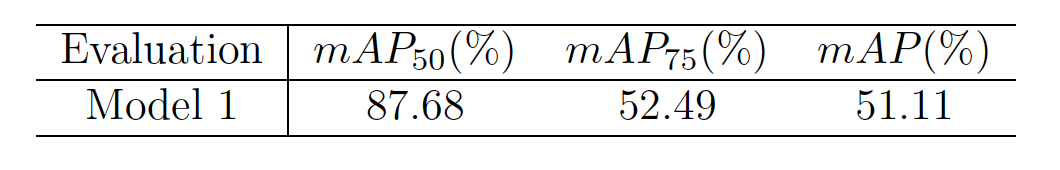 Evaluation mAP50(%) mAP75(%) mAP(%)
Model 1 87.68 52.49 51.11